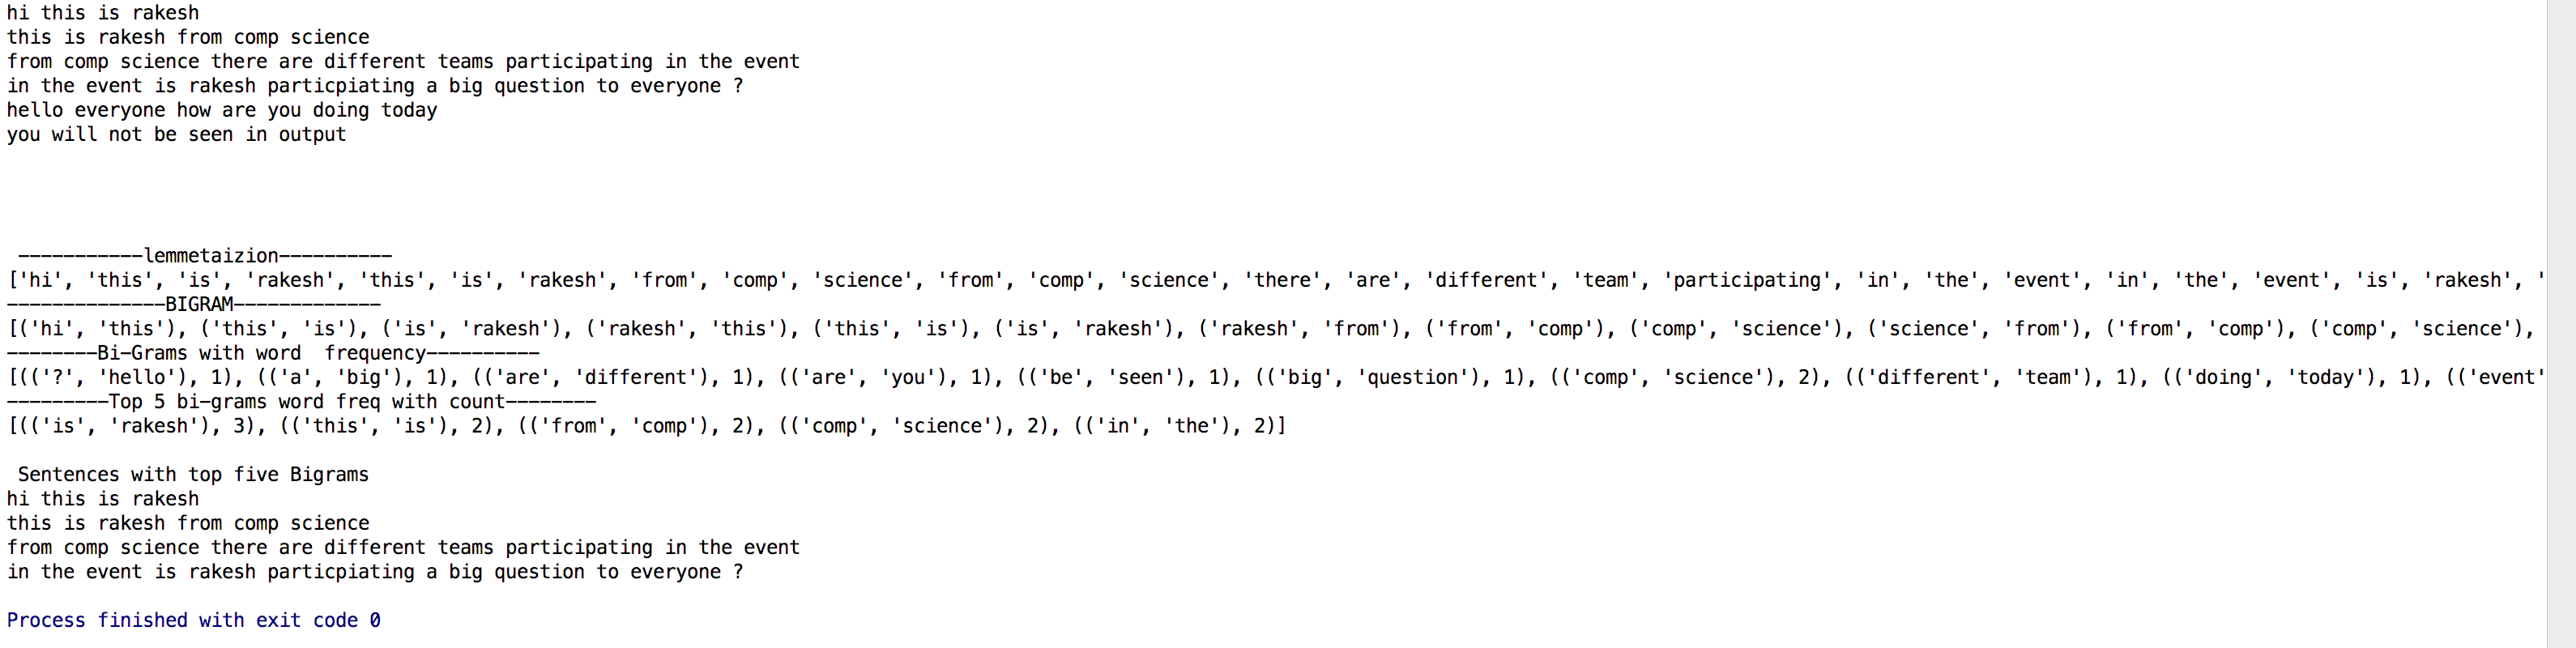 hi this is rakesh
this is rakesh from comp science
from comp science there are different teams participating in the event
in the event is rakesh particpiating a big question to everyone ?
hello everyone how are you doing today
you will not be seen in output
-----------lemmetaizion----------
['hi', 'this', 'is', 'rakesh', 'this', 'is', 'rakesh', 'from', 'comp', 'science', 'from', 'comp', 'science', 'there', 'are', 'different', 'team', 'participating', 'in', 'the', 'event', 'in', 'the', 'event', 'is', 'rakesh', '
--------------BIGRAM-------------
[('hi', 'this'), ('this', 'is'), ('is', 'rakesh'), ('rakesh', 'this'), ('this', 'is'), ('is', 'rakesh'), ('rakesh', 'from'), ('from', 'comp'), ('comp', 'science'), ('science', 'from'), ('from', 'comp'), ('comp', 'science'),
--------Bi-Grams with word  frequency----------
[(('?', 'hello'), 1), (('a', 'big'), 1), (('are', 'different'), 1), (('are', 'you'), 1), (('be', 'seen'), 1), (('big', 'question'), 1), (('comp', 'science'), 2), (('different', 'team'), 1), (('doing', 'today'), 1), (('event'
---------Top 5 bi-grams word freq with count--------
[(('is', 'rakesh'), 3), (('this', 'is'), 2), (('from', 'comp'), 2), (('comp', 'science'), 2), (('in', 'the'), 2)]
Sentences with top five Bigrams
hi this is rakesh
this is rakesh from comp science
from comp science there are different teams participating in the event
in the event is rakesh particpiating a big question to everyone ?
Process finished with exit code 0